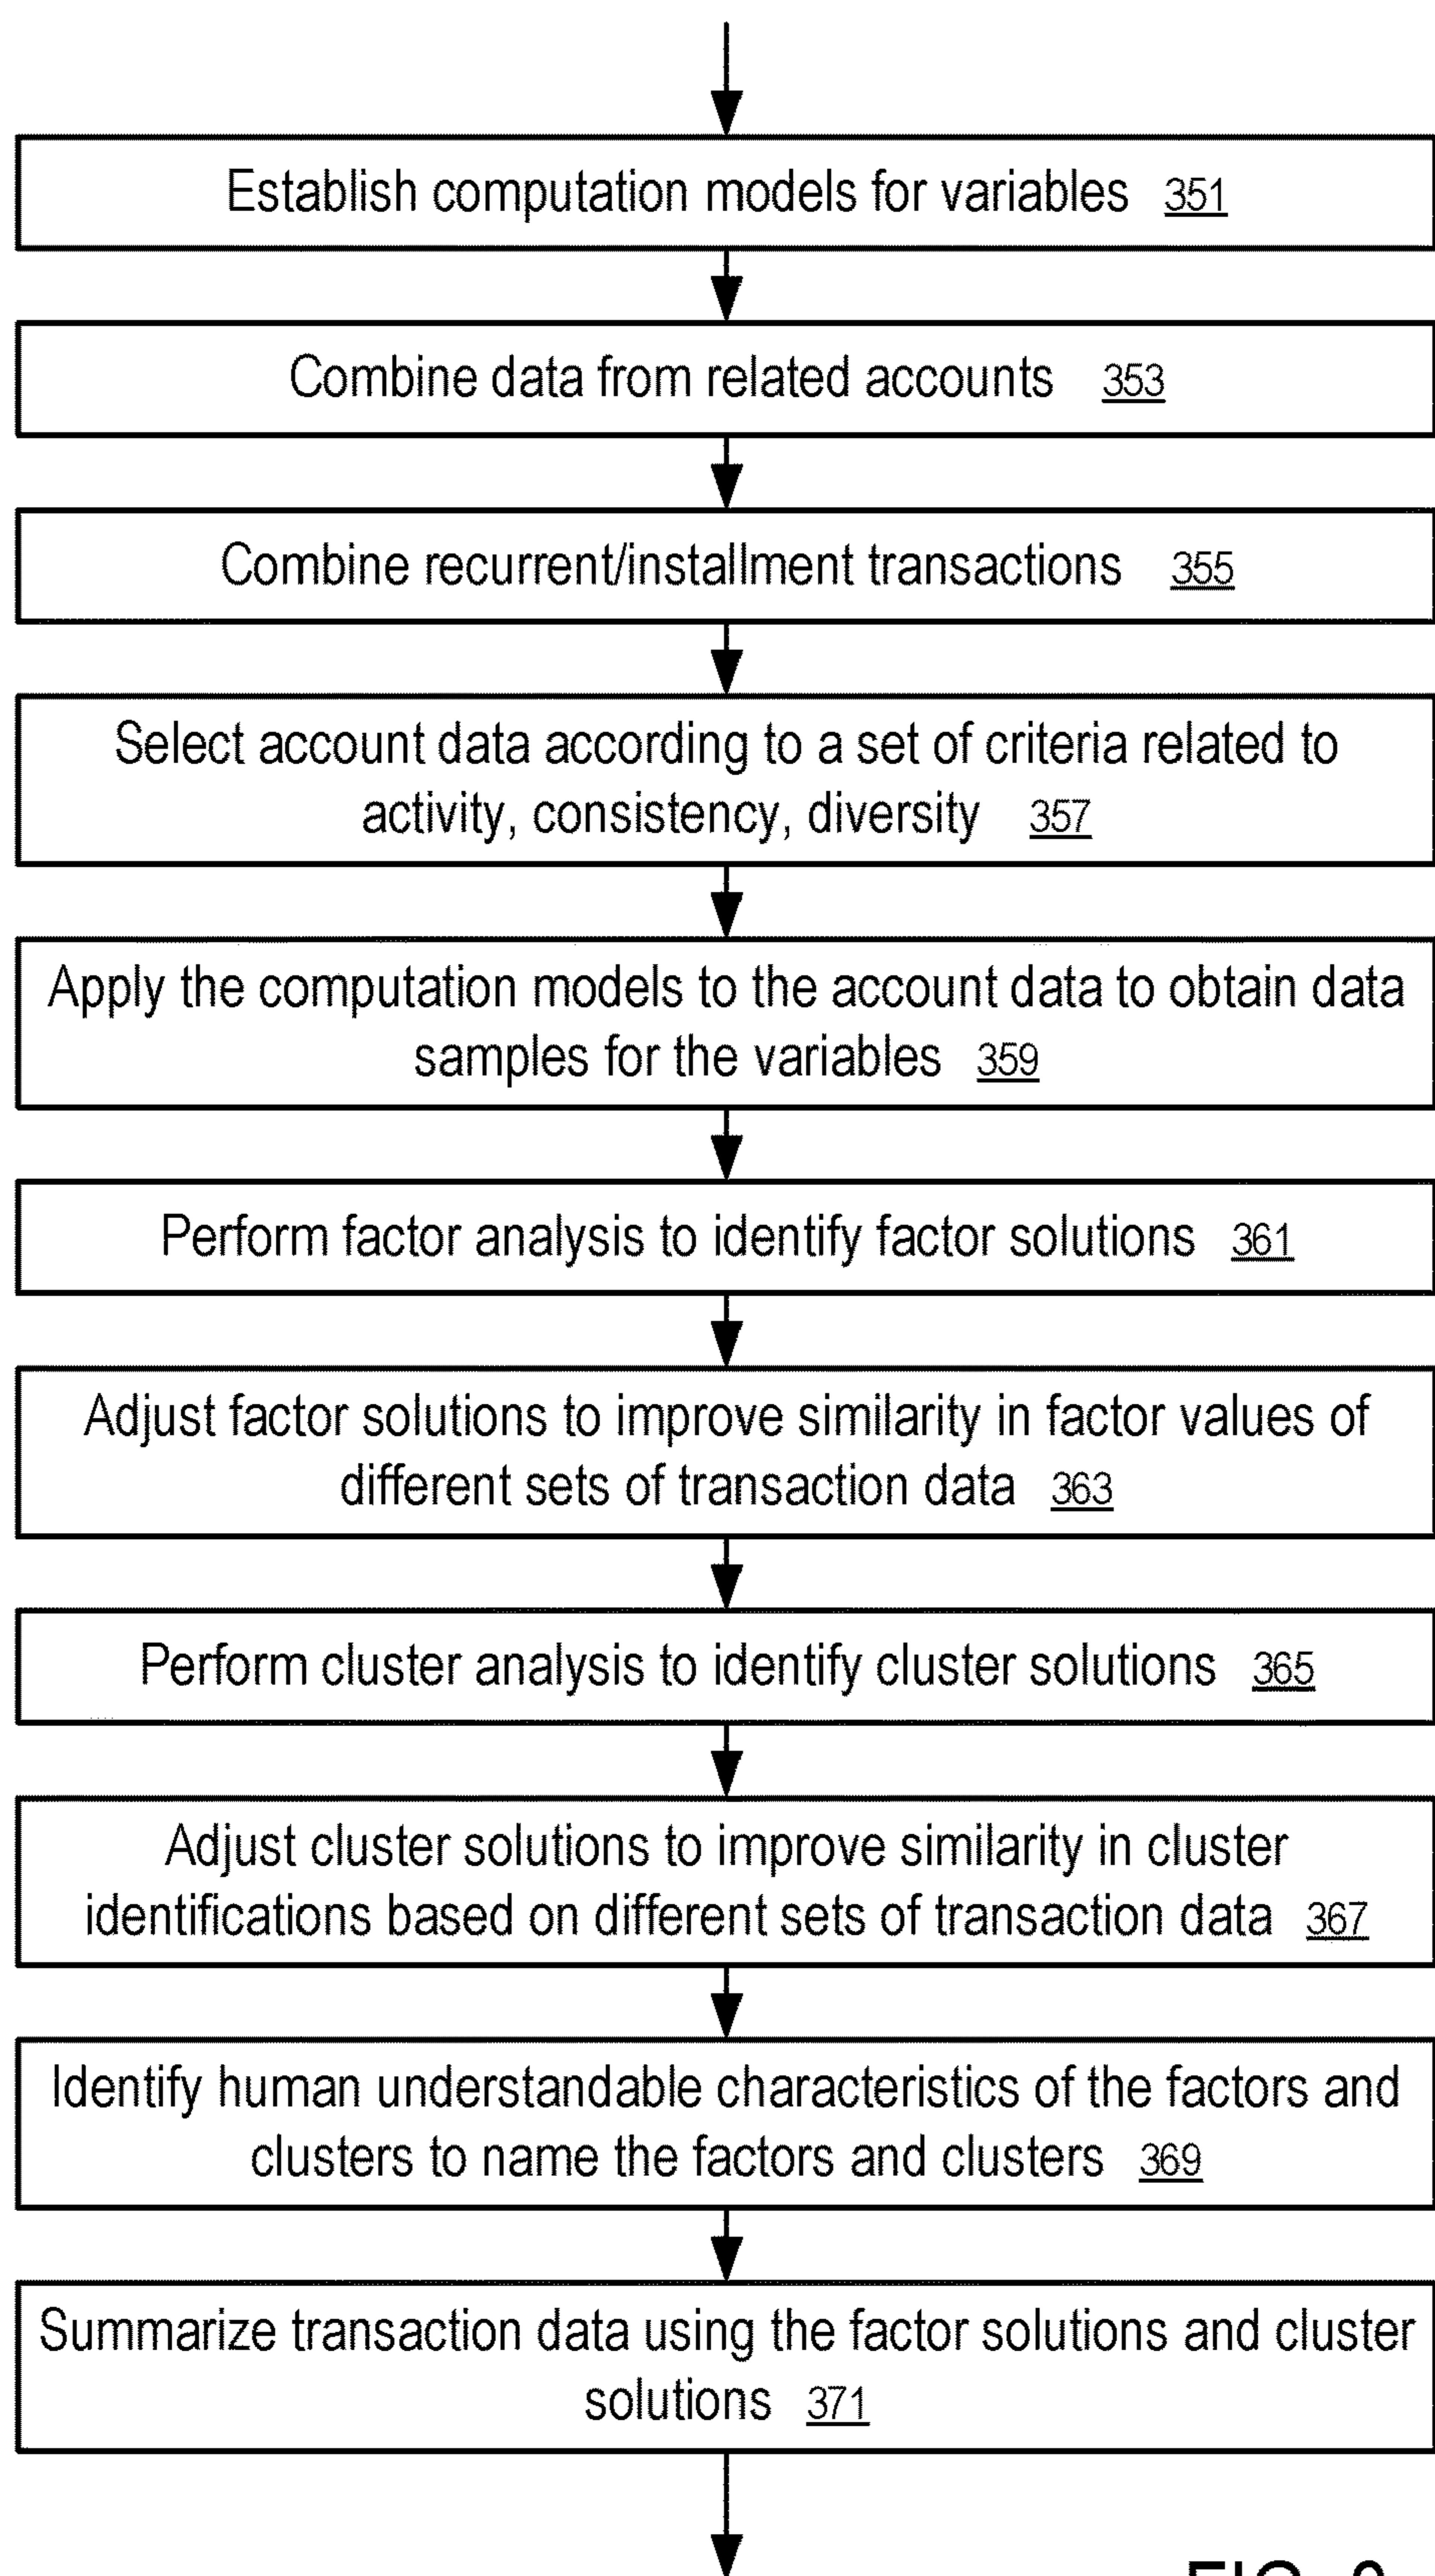 Establish computation models for variables 351
Combine data from related accounts 353
Combine recurrent/installment transactions 355
Select account data according to a set of criteria related to
activity, consistency, diversity 357
Apply the computation models to the account data to obtain data
samples for the variables 359
Perform factor analysis to identify factor solutions 361
Adjust factor solutions to improve similarity in factor values of
different sets of transaction data 363
Perform cluster analysis to identify cluster solutions 365
Adjust cluster solutions to improve similarity in cluster
identifications based on different sets of transaction data 367
Identify human understandable characteristics of the factors and
clusters to name the factors and clusters 369
Summarize transaction data using the factor solutions and cluster
solutions 371